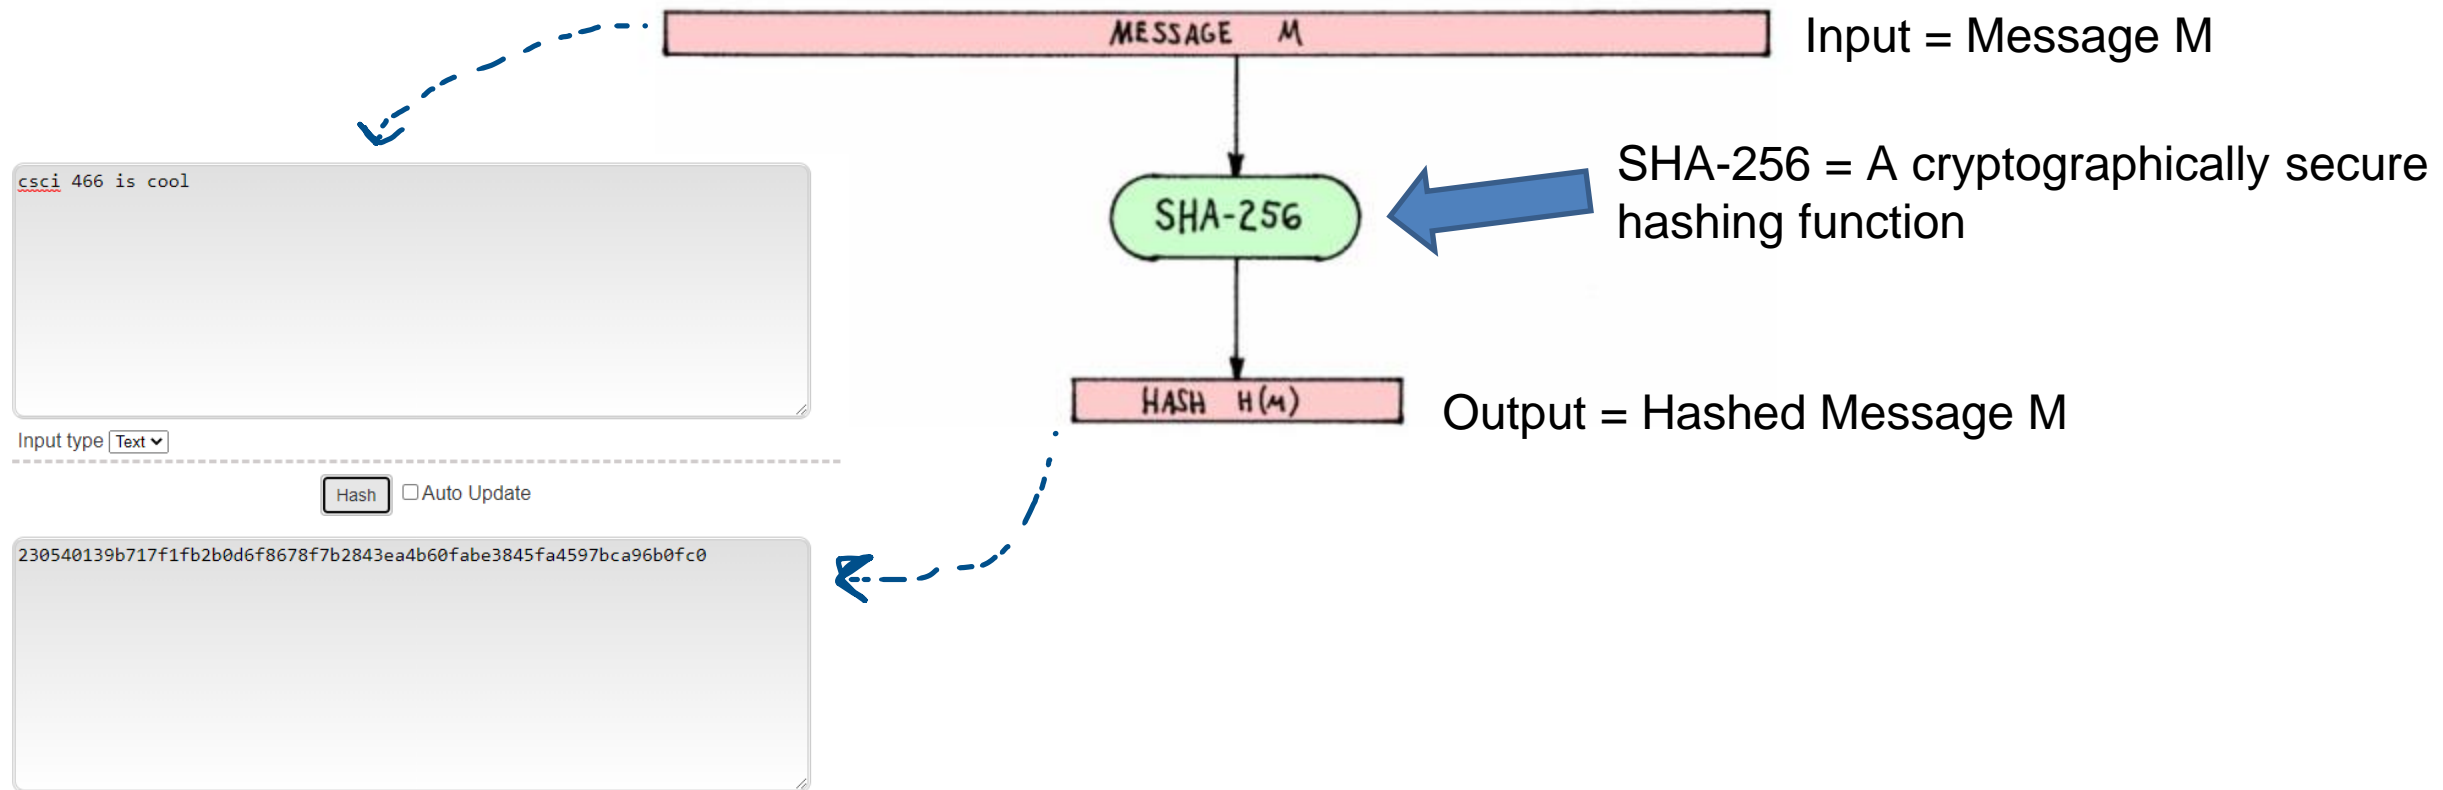 MESSAGE M
Input = Message M
csci 466 is cool
SHA-256
SHA-256 = A cryptographically secure
hashing function
HASH H(M)
Output = Hashed Message M
Input type Text
Hash Auto Update
230540139b717f1fb2b0d6f8678f7b2843ea4b60fabe3845fa4597bca96b0fc0